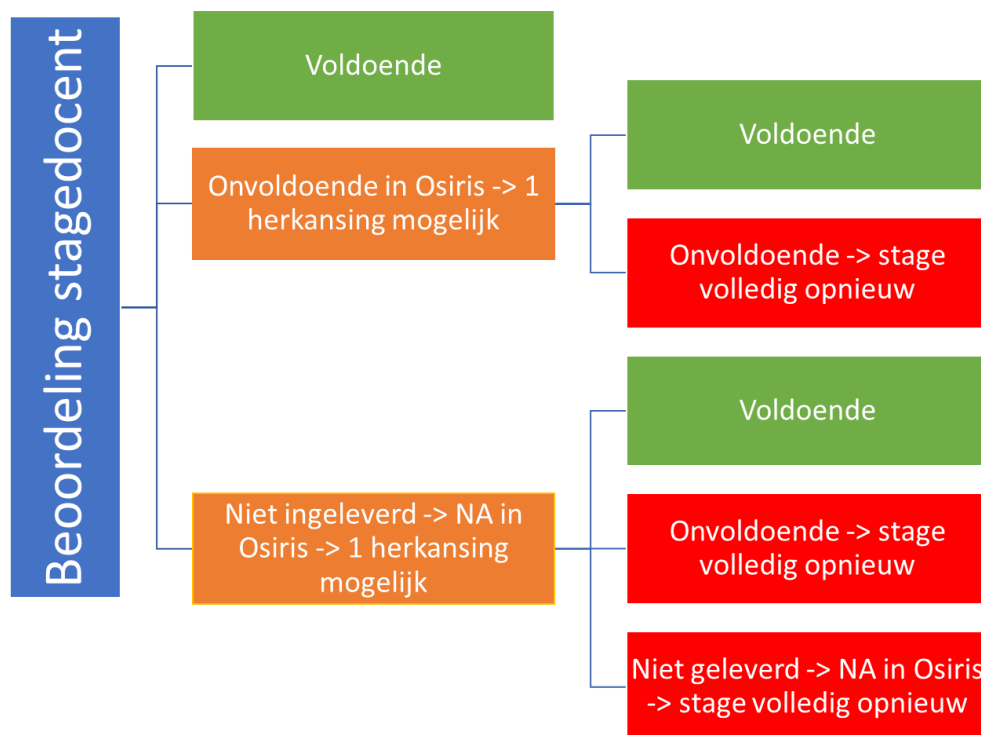 Beoordeling stagedocent
Voldoende
Onvoldoende in Osiris -> 1
herkansing mogelijk
Voldoende
Onvoldoende -> stage
volledig opnieuw
Niet ingeleverd -> NA in
Osiris -> 1 herkansing
mogelijk
Voldoende
Onvoldoende -> stage
volledig opnieuw
Niet geleverd -> NA in Osiris
-> stage volledig opnieuw